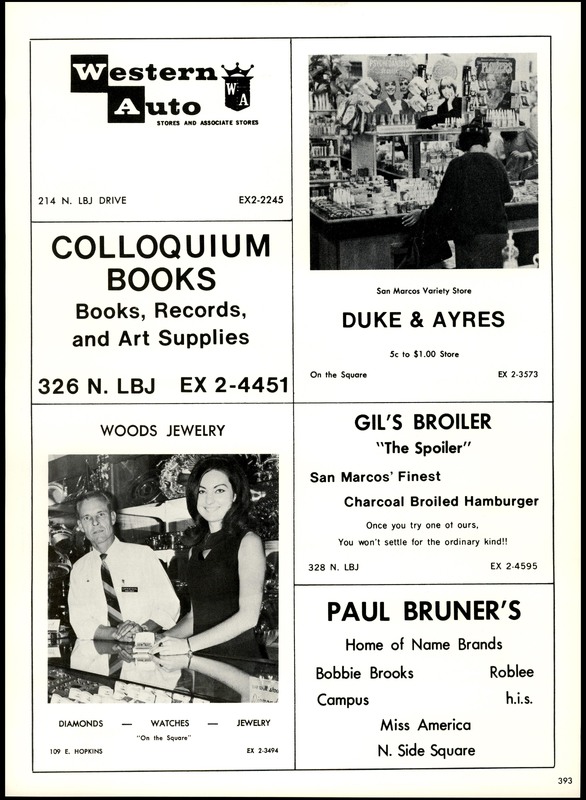 Western
Auto
W A
STORES AND ASSOCIATE STORES
214 N. LBJ DRIVE EX2-2245
COLLOQUIUM
BOOKS
Books, Records,
and Art Supplies
326 N. LBJ EX 2-4451
WOODS JEWELRY
DIAMONDS — WATCHES — JEWELRY
"On the Square"
109 E. HOPKINS EX 2-3494
San Marcos Variety Store
DUKE & AYRES
5c to $1.00 Store
On the Square EX 2-3573
GIL'S BROILER
"The Spoiler"
San Marcos' Finest
Charcoal Broiled Hamburger
Once you try one of ours,
You won't settle for the ordinary kind!!
328 N. LBJ EX 2-4595
PAUL BRUNER'S
Home of Name Brands
Bobbie Brooks Roblee
Campus h.i.s.
Miss America
N. Side Square
393